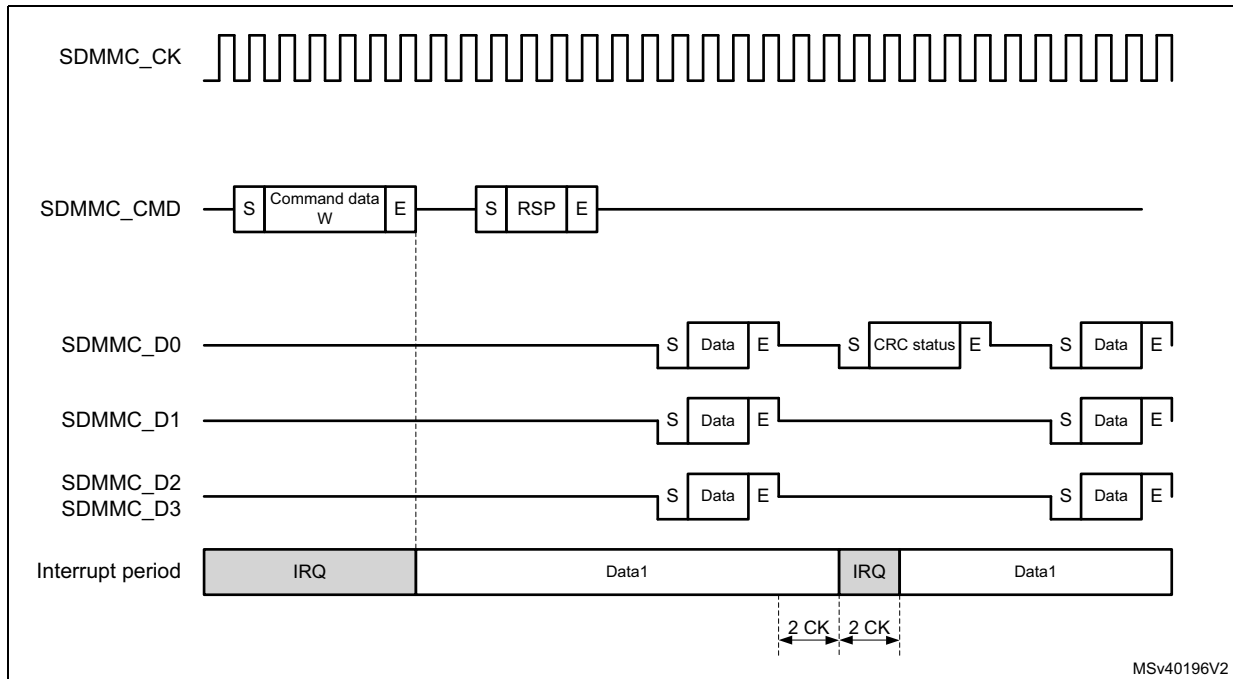 SDMMC_CK
SDMMC_CMD
S
Command data
W
E
S
RSP
E
SDMMC_D0
S
Data
E
S
CRC status
E
S
Data
E
SDMMC_D1
S
Data
E
S
Data
E
SDMMC_D2
SDMMC_D3
S
Data
E
S
Data
E
Interrupt period
IRQ
Data1
IRQ
Data1
2 CK
2 CK
MSv40196V2